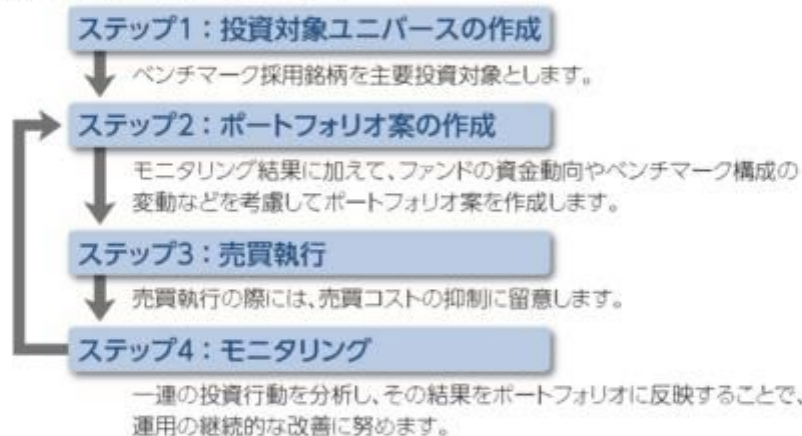 ステップ1：投資対象ユニバースの作成
ベンチマーク採用銘柄を主要投資対象とします。
ステップ2：ポートフォリオ案の作成
モニタリング結果に加えて、ファンドの資金動向やベンチマーク構成の
変動などを考慮してポートフォリオ案を作成します。
ステップ3：売買執行
売買執行の際には、売買コストの抑制に留意します。
ステップ4：モニタリング
一連の投資行動を分析し、その結果をポートフォリオに反映することで、
運用の継続的な改善に努めます。